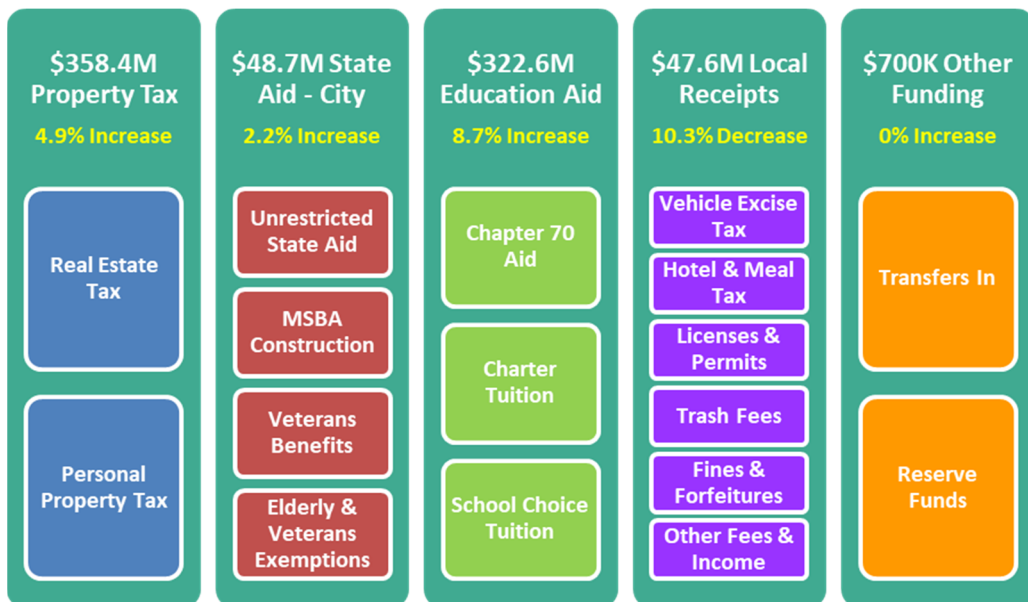 $358.4M
Property Tax
4.9% Increase
Real Estate
Tax
Personal
Property Tax
$48.7M State
Aid - City
2.2% Increase
Unrestricted
State Aid
MSBA
Construction
Veterans
Benefits
Elderly &
Veterans
Exemptions
$322.6M
Education Aid
8.7% Increase
Chapter 70
Aid
Charter
Tuition
School Choice
Tuition
$47.6M Local
Receipts
10.3% Decrease
Vehicle Excise
Tax
Hotel & Meal
Tax
Licenses &
Permits
Trash Fees
Fines &
Forfeitures
Other Fees &
Income
$700K Other
Funding
0% Increase
Transfers In
Reserve
Funds